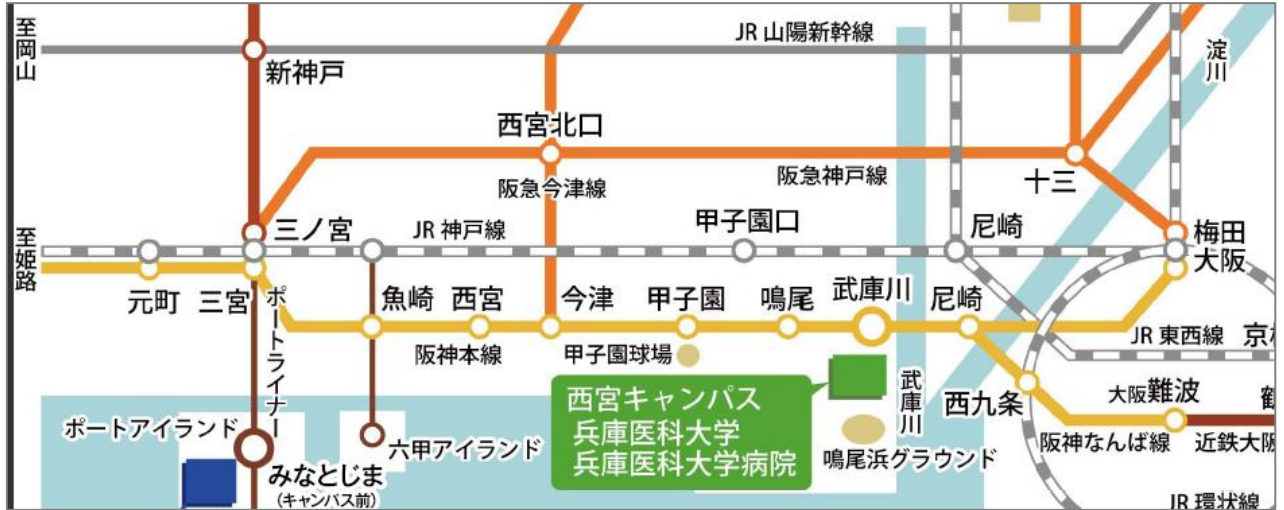 至岡山
JR 山陽新幹線
淀川
新神戸
西宮北口
阪急今津線
阪急神戸線
十三
至姫路
三ノ宮
JR 神戸線
甲子園口
尼崎
梅田
大阪
元町
三宮
ポートライナー
魚崎
西宮
今津
甲子園
鳴尾
武庫川
尼崎
阪神本線
甲子園球場
JR 東西線
武庫川
西宮キャンパス
兵庫医科大学
兵庫医科大学病院
西九条
大阪難波
ポートアイランド
六甲アイランド
鳴尾浜グラウンド
阪神なんば線
近鉄大阪
みなとじま
(キャンパス前)
JR 環状線